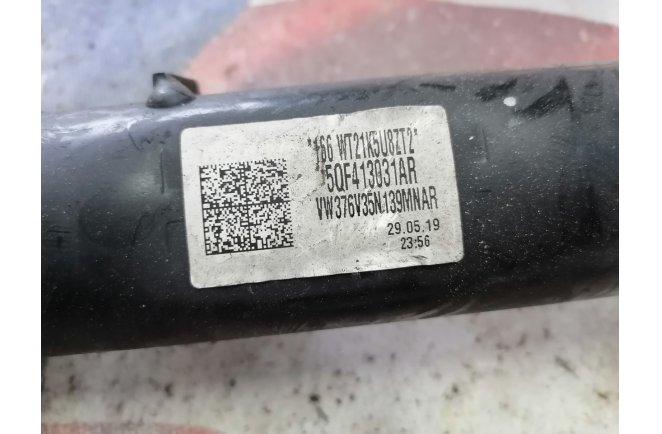 *166 WT21K5U8ZT2*
5QF413031AR
VW376V35N139MNAR
29.05.19
23:56